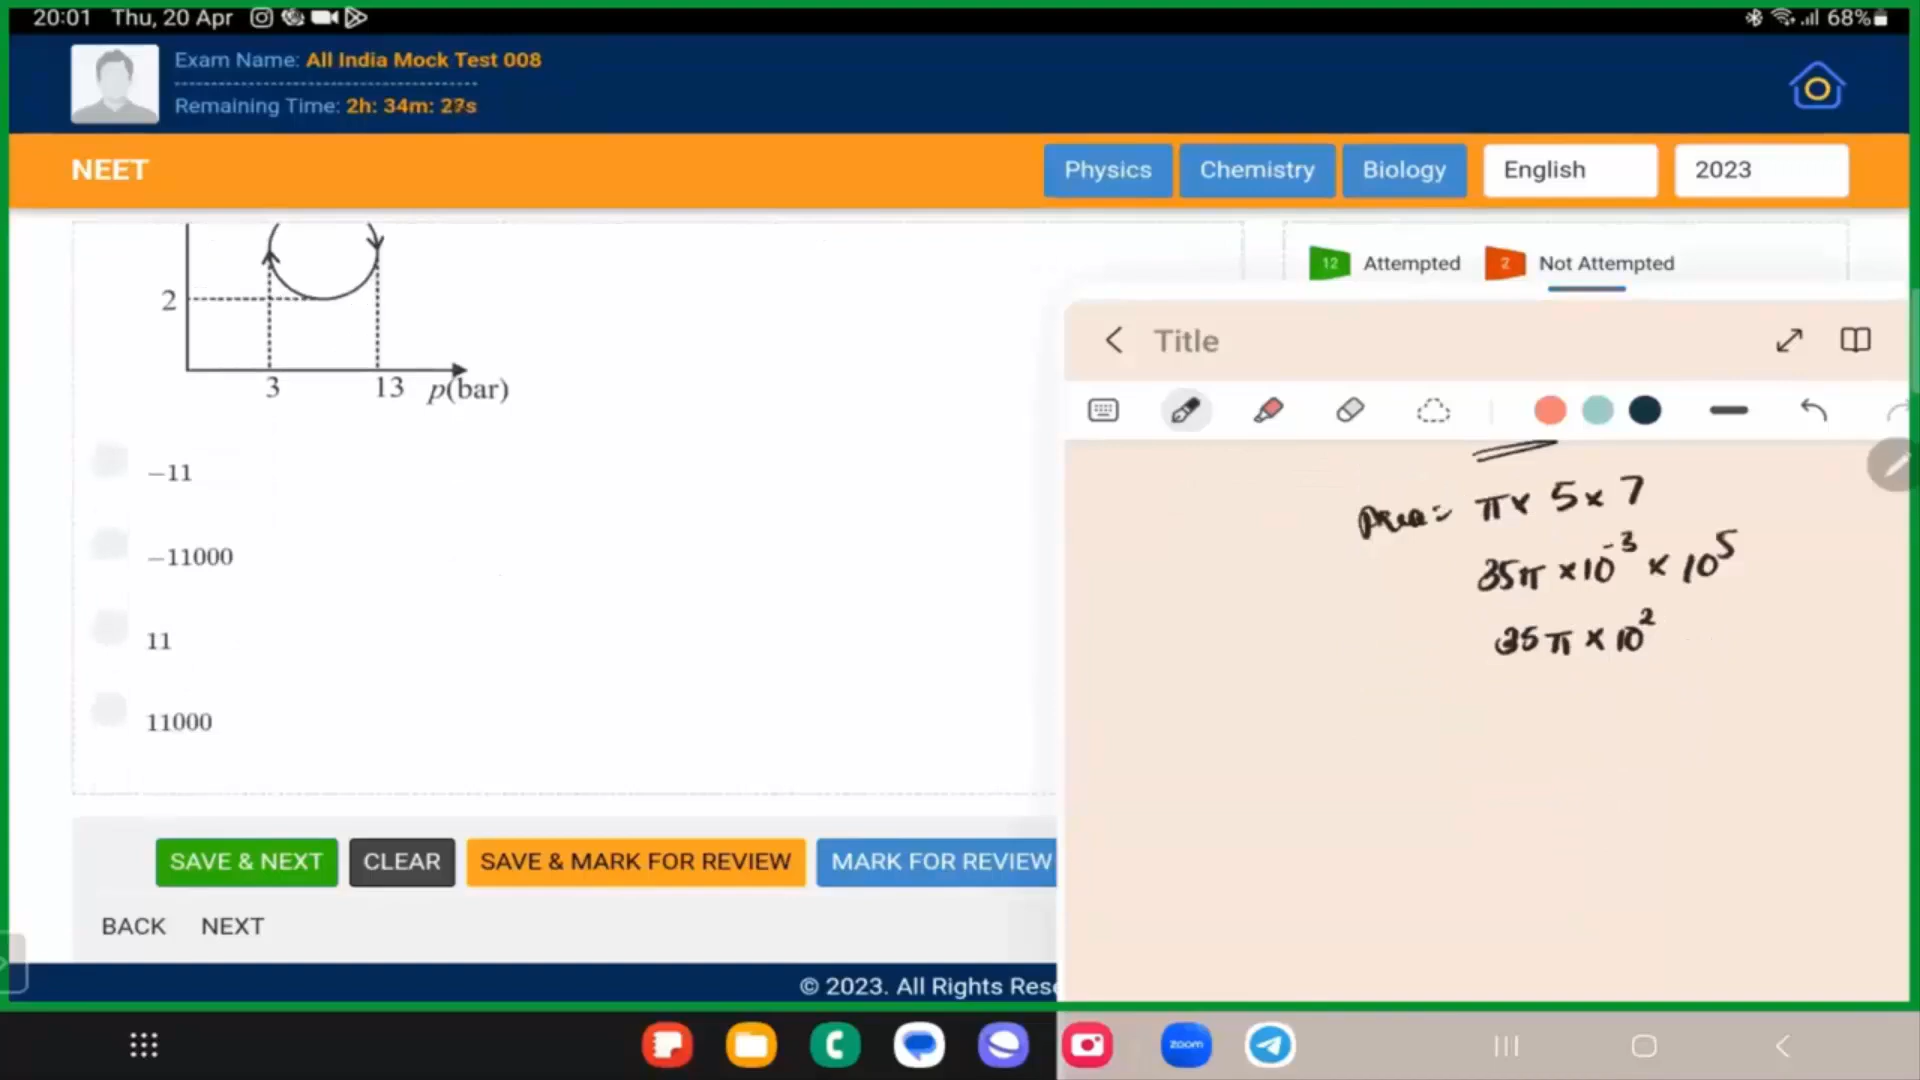 20:01 Thu, 20 Apr
68%
Exam Name: All India Mock Test 008
Remaining Time: 2h: 34m: 27s
NEET
Physics
Chemistry
Biology
English
2023
12 Attempted
2 Not Attempted
2
3
13
p(bar)
−11
−11000
11
11000
SAVE & NEXT
CLEAR
SAVE & MARK FOR REVIEW
MARK FOR REVIEW
BACK
NEXT
© 2023. All Rights Rese
Title
Area = π × 5 × 7
35π × 10⁻³ × 10⁵
35π × 10²
zoom